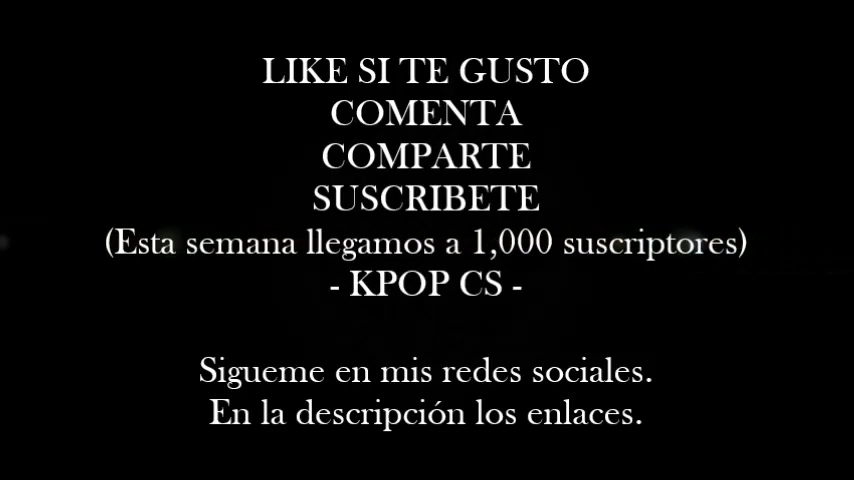 LIKE SI TE GUSTO
COMENTA
COMPARTE
SUSCRIBETE
(Esta semana llegamos a 1,000 suscriptores)
- KPOP CS -
Sigueme en mis redes sociales.
En la descripción los enlaces.